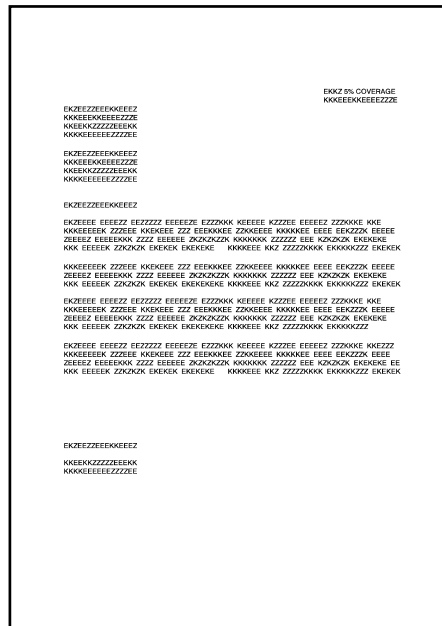 EKKZ 5% COVERAGE
KKKEEEKKEEEEZZZE
EKZEEZZEEEKKEEEZ
KKKEEEKKEEEEZZZE
KKEEKKZZZZZEEEKK
KKKKEEEEEEZZZZEE
EKZEEZZEEEKKEEEZ
KKKEEEKKEEEEZZZE
KKEEKKZZZZZEEEKK
KKKKEEEEEEZZZZEE
EKZEEZZEEEKKEEEZ
EKZEEEE EEEEZZ EEZZZZZ EEEEEZE EZZZKKK KEEEEE KZZZEE EEEEEZ ZZZKKKE KKE
KKKEEEEEK ZZZEEE KKEKEEE ZZZ EEEKKKEE ZZKKEEEE KKKKKEE EEEE EEKZZZK EEEEE
ZEEEEZ EEEEEKKK ZZZZ EEEEEE ZKZKZKZZK KKKKKKK ZZZZZZ EEE KZKZKZK EKEKEKE
KKK EEEEEK ZZKZKZK EKEKEK EKEKEKE KKKKEEE KKZ ZZZZZKKKK EKKKKKZZZ EKEKEK
KKKEEEEEK ZZZEEE KKEKEEE ZZZ EEEKKKEE ZZKKEEEE KKKKKEE EEEE EEKZZZK EEEEE
ZEEEEZ EEEEEKKK ZZZZ EEEEEE ZKZKZKZZK KKKKKKK ZZZZZZ EEE KZKZKZK EKEKEKE
KKK EEEEEK ZZKZKZK EKEKEK EKEKEKEKE KKKKEEE KKZ ZZZZZKKKK EKKKKKZZZ EKEKEK
EKZEEEE EEEEZZ EEZZZZZ EEEEEZE EZZZKKK KEEEEE KZZZEE EEEEEZ ZZZKKKE KKE
KKKEEEEEK ZZZEEE KKEKEEE ZZZ EEEKKKEE ZZKKEEEE KKKKKEE EEEE EEKZZZK EEEEE
ZEEEEZ EEEEEKKK ZZZZ EEEEEE ZKZKZKZZK KKKKKKK ZZZZZZ EEE KZKZKZK EKEKEKE
KKK EEEEEK ZZKZKZK EKEKEK EKEKEKEKE KKKKEEE KKZ ZZZZZKKKK EKKKKKZZZ
EKZEEEE EEEEZZ EEZZZZZ EEEEEZE EZZZKKK KEEEEE KZZZEE EEEEEZ ZZZKKKE KKEZZZ
KKKEEEEEK ZZZEEE KKEKEEE ZZZ EEEKKKEE ZZKKEEEE KKKKKEE EEEE EEKZZZK EEEE
ZEEEEZ EEEEEKKK ZZZZ EEEEEE ZKZKZKZZK KKKKKKK ZZZZZZ EEE KZKZKZK EKEKEKE EE
KKK EEEEEK ZZKZKZK EKEKEK EKEKEKE KKKKEEE KKZ ZZZZZKKKK EKKKKKZZZ EKEKEK
EKZEEZZEEEKKEEEZ
KKEEKKZZZZZEEEKK
KKKKEEEEEEZZZZEE